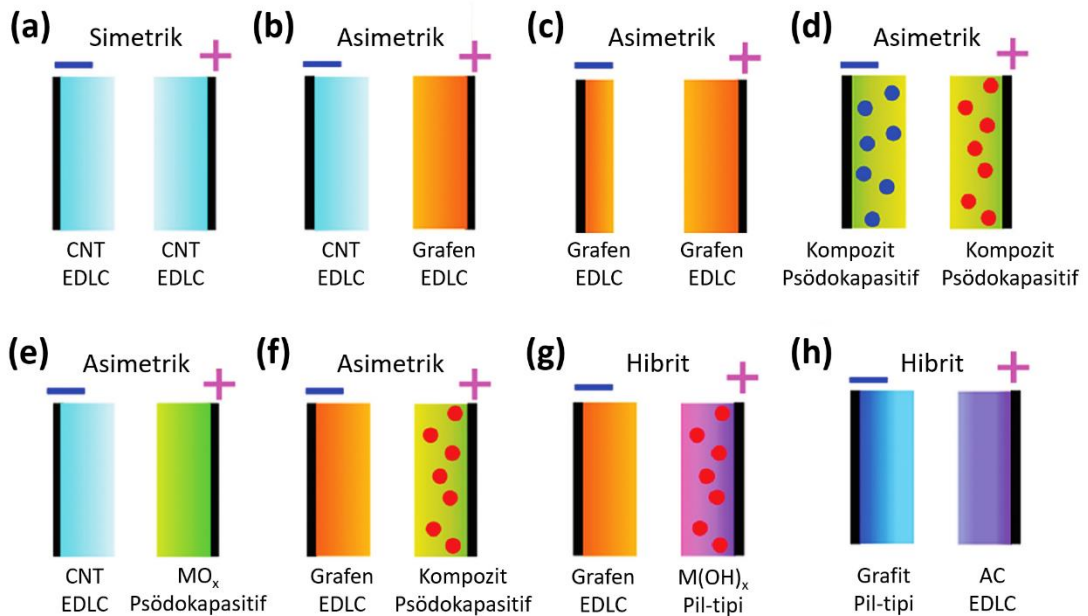 (a)
Simetrik
− +
CNT
EDLC
CNT
EDLC
(b)
Asimetrik
− +
CNT
EDLC
Grafen
EDLC
(c)
Asimetrik
− +
Grafen
EDLC
Grafen
EDLC
(d)
Asimetrik
− +
Kompozit
Psödokapasitif
Kompozit
Psödokapasitif
(e)
Asimetrik
− +
CNT
EDLC
MOₓ
Psödokapasitif
(f)
Asimetrik
− +
Grafen
EDLC
Kompozit
Psödokapasitif
(g)
Hibrit
− +
Grafen
EDLC
M(OH)ₓ
Pil-tipi
(h)
Hibrit
− +
Grafit
Pil-tipi
AC
EDLC